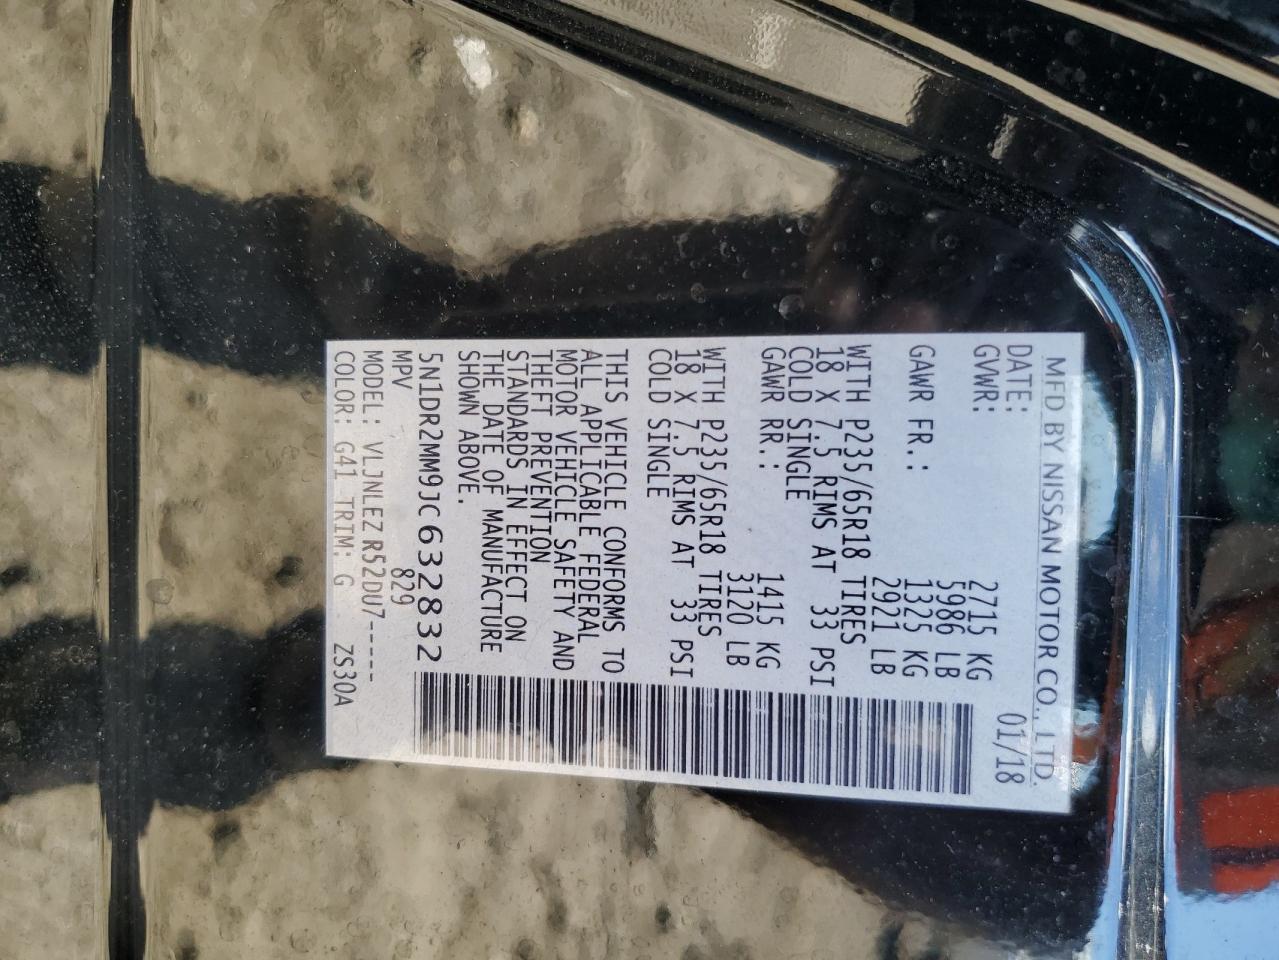 MFD BY NISSAN MOTOR CO., LTD.
DATE: 01/18
GVWR: 2715 KG
5986 LB
GAWR FR.: 1325 KG
2921 LB
WITH P235/65R18 TIRES
18 X 7.5 RIMS AT 33 PSI
COLD SINGLE
GAWR RR.: 1415 KG
3120 LB
WITH P235/65R18 TIRES
18 X 7.5 RIMS AT 33 PSI
COLD SINGLE
THIS VEHICLE CONFORMS TO
ALL APPLICABLE FEDERAL
MOTOR VEHICLE SAFETY AND
THEFT PREVENTION
STANDARDS IN EFFECT ON
THE DATE OF MANUFACTURE
SHOWN ABOVE.
5N1DR2MM9JC632832
MPV 829
MODEL: VLJNLEZ R52DU7-----
COLOR: G41 TRIM: G ZS30A